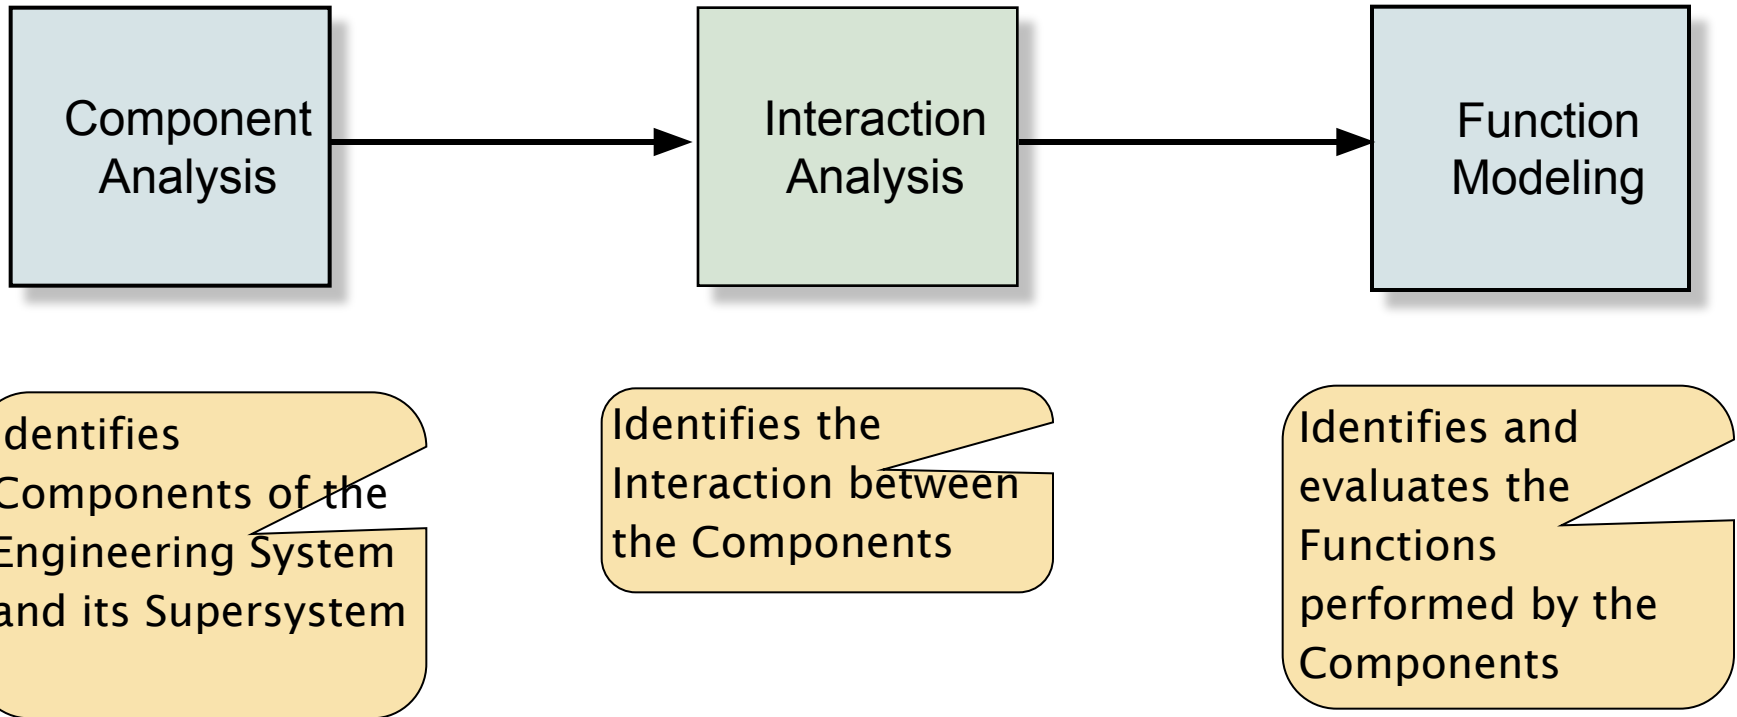 Component
Analysis
Interaction
Analysis
Function
Modeling
dentifies
Components of the
Engineering System
and its Supersystem
Identifies the
Interaction between
the Components
Identifies and
evaluates the
Functions
performed by the
Components